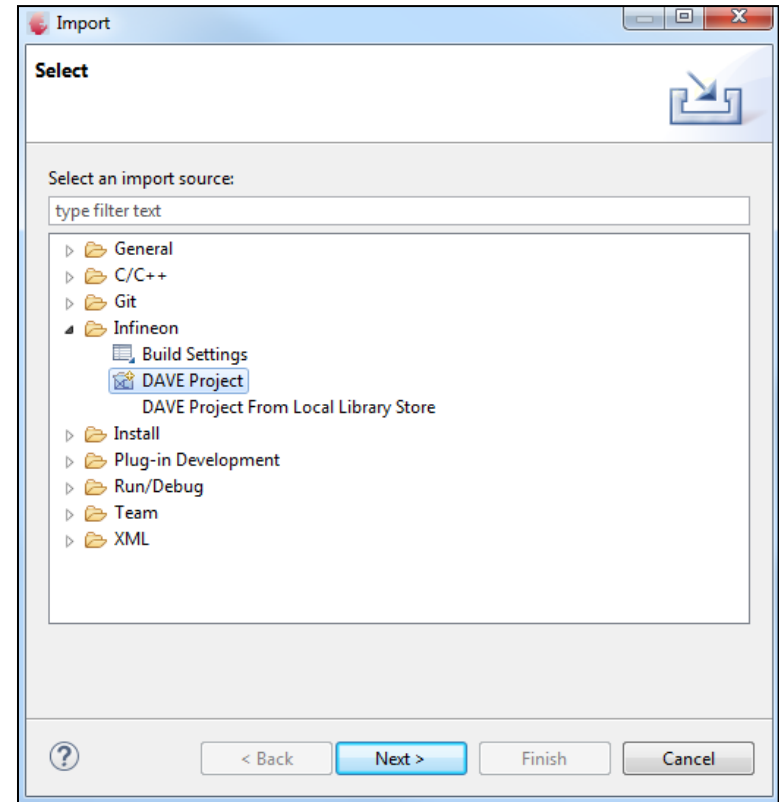 Import
Select
Select an import source:
type filter text
General
C/C++
Git
Infineon
Build Settings
DAVE Project
DAVE Project From Local Library Store
Install
Plug-in Development
Run/Debug
Team
XML
? < Back Next > Finish Cancel